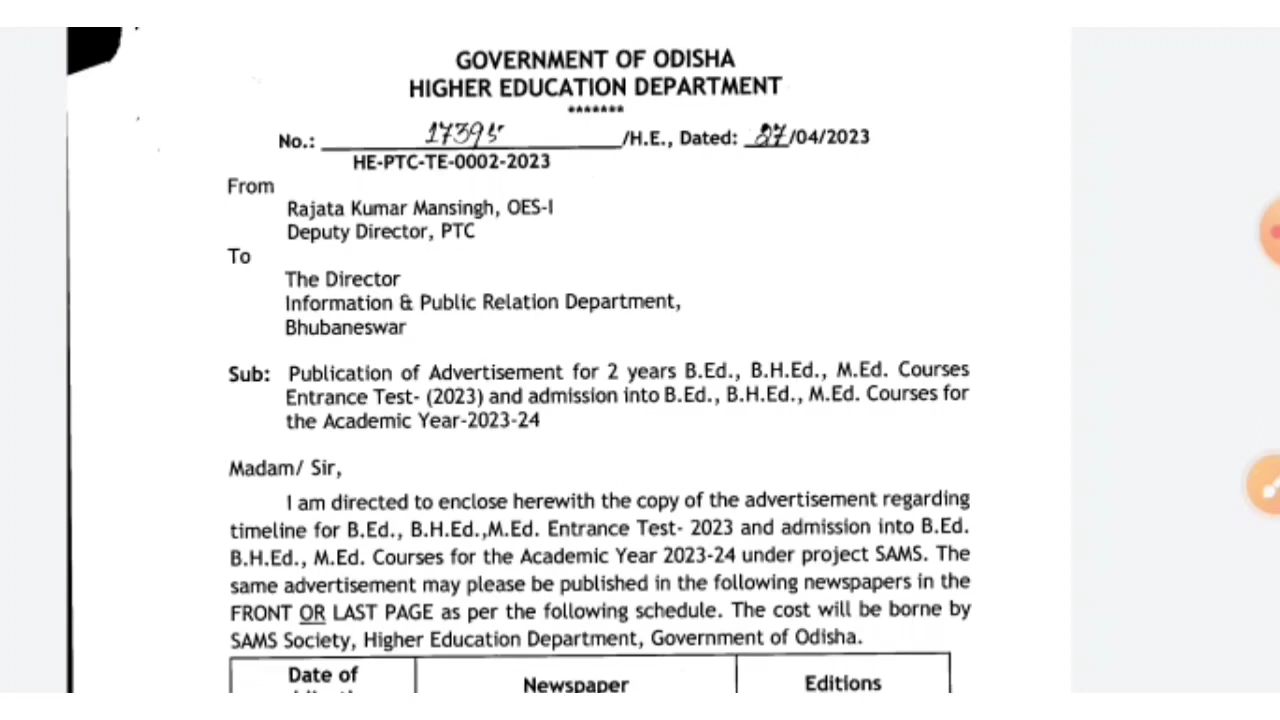 GOVERNMENT OF ODISHA
HIGHER EDUCATION DEPARTMENT
*******
No.: 17395 /H.E., Dated: 27/04/2023
HE-PTC-TE-0002-2023
From
Rajata Kumar Mansingh, OES-I
Deputy Director, PTC
To
The Director
Information & Public Relation Department,
Bhubaneswar
Sub: Publication of Advertisement for 2 years B.Ed., B.H.Ed., M.Ed. Courses
Entrance Test- (2023) and admission into B.Ed., B.H.Ed., M.Ed. Courses for
the Academic Year-2023-24
Madam/ Sir,
I am directed to enclose herewith the copy of the advertisement regarding
timeline for B.Ed., B.H.Ed.,M.Ed. Entrance Test- 2023 and admission into B.Ed.
B.H.Ed., M.Ed. Courses for the Academic Year 2023-24 under project SAMS. The
same advertisement may please be published in the following newspapers in the
FRONT OR LAST PAGE as per the following schedule. The cost will be borne by
SAMS Society, Higher Education Department, Government of Odisha.
Date of
Newspaper
Editions